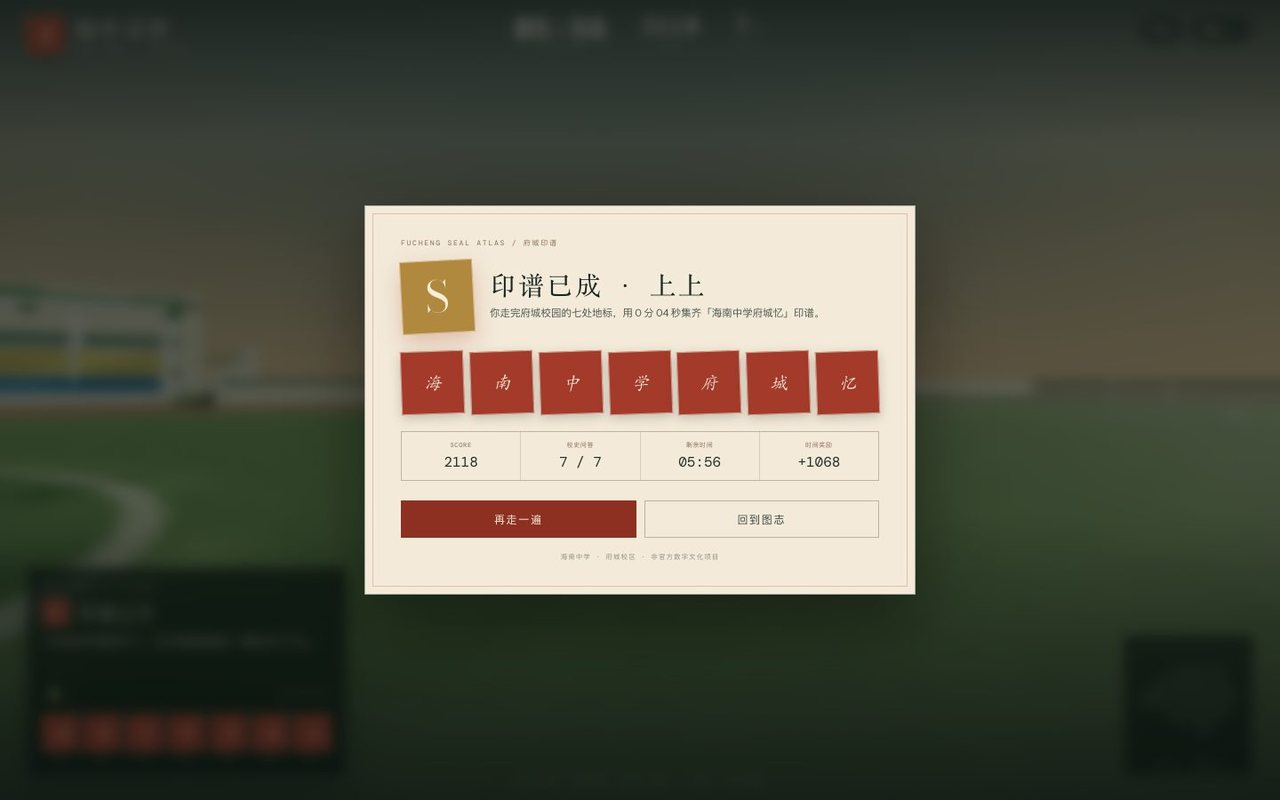 FUCHENG SEAL ATLAS / 府城印谱
S
印谱已成 · 上上
你走完府城校园的七处地标，用 0 分 04 秒集齐「海南中学府城忆」印谱。
海 南 中 学 府 城 忆
SCORE 校史问答 剩余时间 时间奖励
2118 7 / 7 05:56 +1068
再走一遍 回到图志
海南中学 · 府城校区 · 非官方数字文化项目